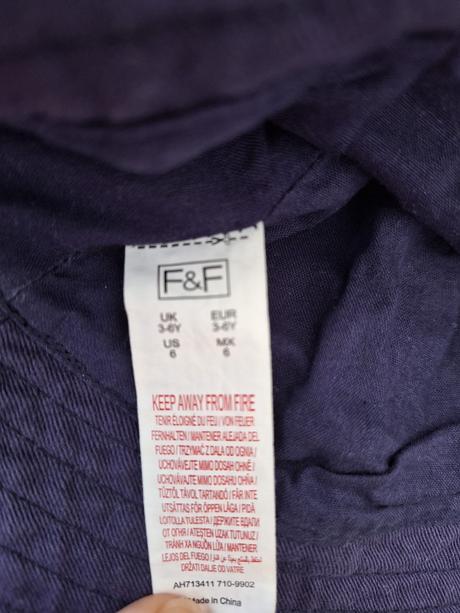 F&F
UK EUR
3-6Y 3-6Y
US MX
6 6
KEEP AWAY FROM FIRE
TENIR ÉLOIGNÉ DU FEU / VON FEUER
FERNHALTEN / MANTENER ALEJADA DEL
FUEGO / TRZYMAĆ Z DALA OD OGNIA /
UCHOVÁVEJTE MIMO DOSAH OHNĚ /
UCHOVÁVAJTE MIMO DOSAHU OHŇA /
TŰZTŐL TÁVOL TARTANDÓ / FÅR INTE
UTSÄTTAS FÖR ÖPPEN LÅGA / PIDÄ
LOITOLLA TULESTA / ДЕРЖИТЕ ВДАЛИ
ОТ ОГНЯ / ATEŞTEN UZAK TUTUNUZ /
TRÁNH XA NGUỒN LỬA / MANTENER
LEJOS DEL FUEGO /
DRŽATI DALJE OD VATRE
AH713411 710-9902
Made in China